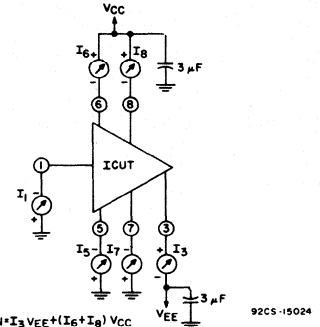 VCC
I6 + + I8
- -
3 µF
6 8
1
ICUT
I1 -
+
5 7 3
I5 - I7 - + I3
+ + -
VEE
3 µF
92CS-15024
=I3 VEE+(I6+I8) VCC